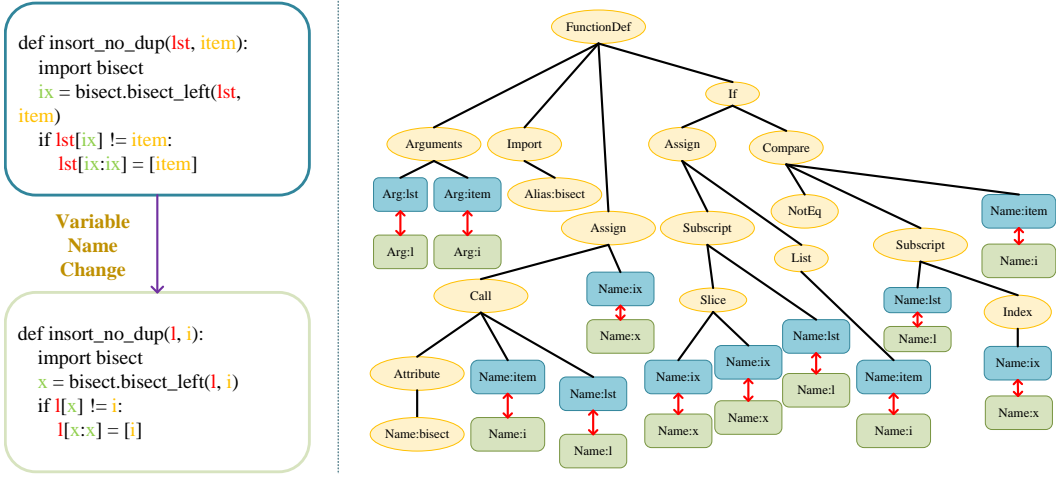 def insort_no_dup(lst, item):
import bisect
ix = bisect.bisect_left(lst,
item)
if lst[ix] != item:
lst[ix:ix] = [item]
Variable
Name
Change
def insort_no_dup(l, i):
import bisect
x = bisect.bisect_left(l, i)
if l[x] != i:
l[x:x] = [i]
FunctionDef
If
Arguments
Import
Assign
Compare
Arg:lst
Arg:item
Alias:bisect
NotEq
Name:item
Arg:l
Arg:i
Assign
Subscript
Subscript
Name:i
List
Call
Name:ix
Slice
Name:lst
Index
Name:x
Name:lst
Name:l
Attribute
Name:item
Name:lst
Name:ix
Name:ix
Name:l
Name:item
Name:ix
Name:bisect
Name:i
Name:l
Name:x
Name:x
Name:i
Name:x